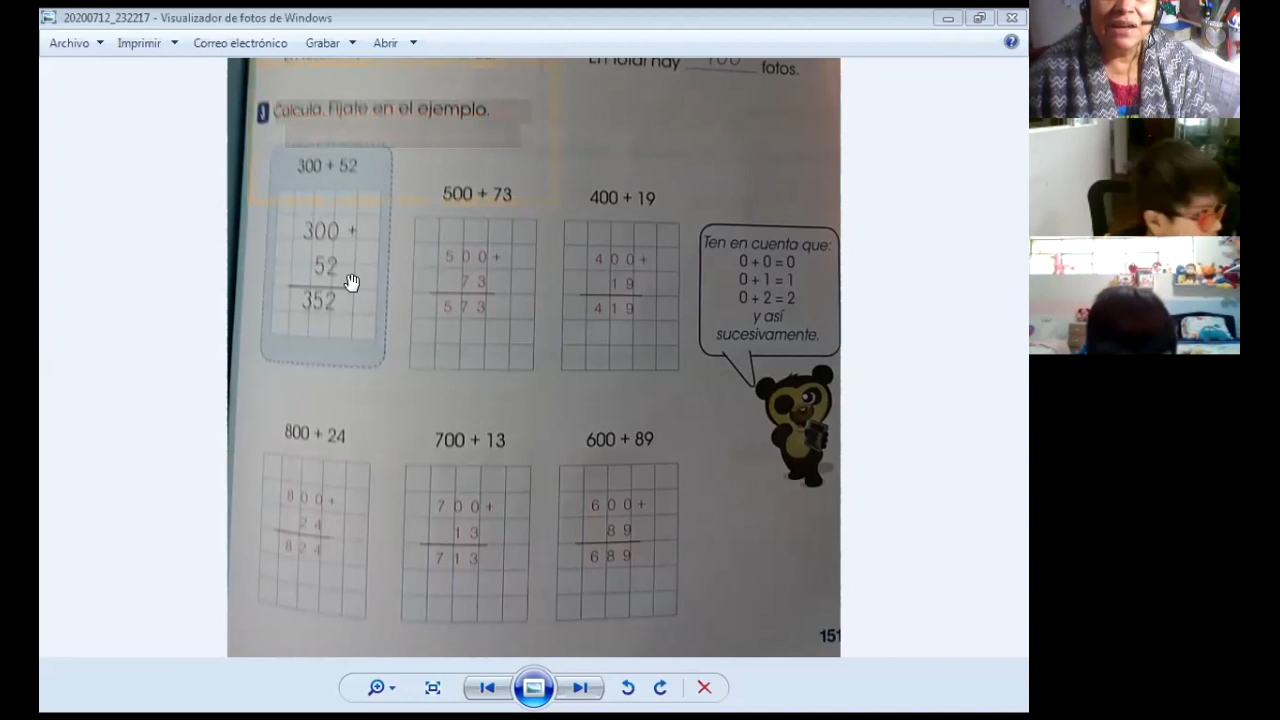 20200712_232217 - Visualizador de fotos de Windows
Archivo Imprimir Correo electrónico Grabar Abrir
En total hay 100 fotos.
Calcula. Fíjate en el ejemplo.
300 + 52
300 +
52
352
500 + 73
500+
73
573
400 + 19
400+
19
419
Ten en cuenta que:
0 + 0 = 0
0 + 1 = 1
0 + 2 = 2
y así
sucesivamente.
800 + 24
800+
24
824
700 + 13
700+
13
713
600 + 89
600+
89
689
151